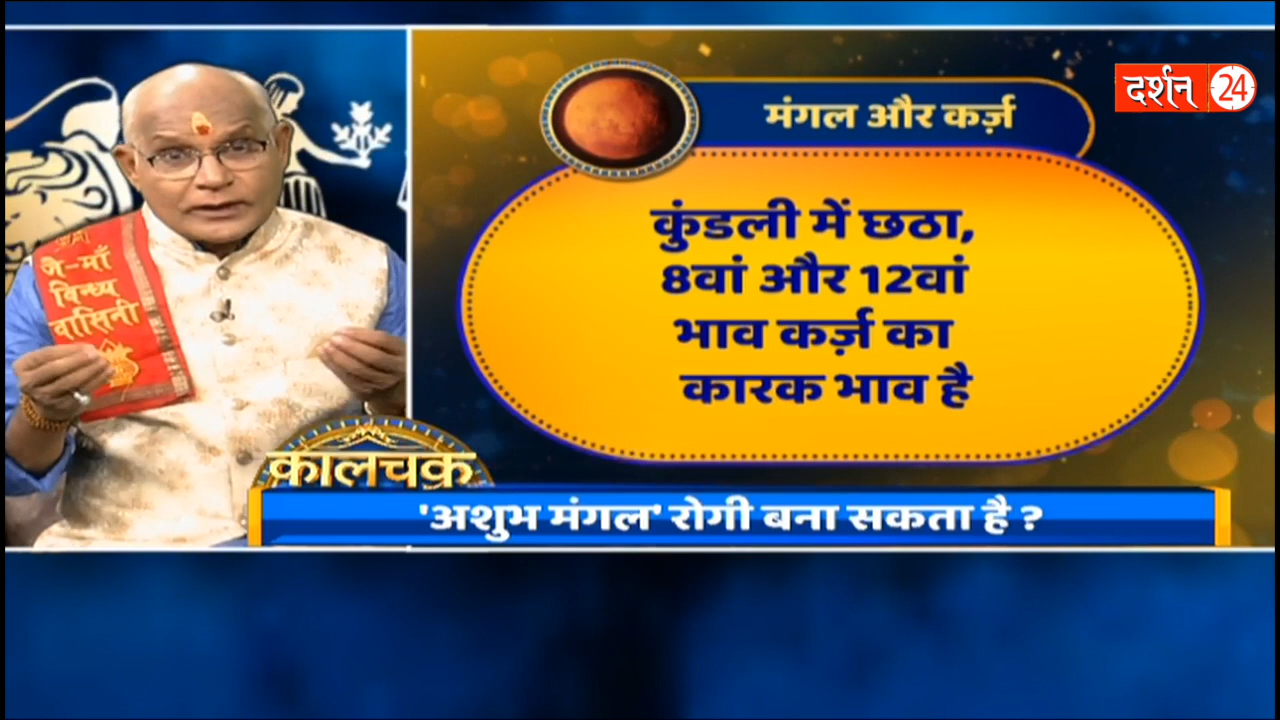 दर्शन 24
मंगल और कर्ज़
कुंडली में छठा,
8वां और 12वां
भाव कर्ज़ का
कारक भाव है
जै-माँ
विन्ध्य
वासिनी
कालचक्र
'अशुभ मंगल' रोगी बना सकता है ?